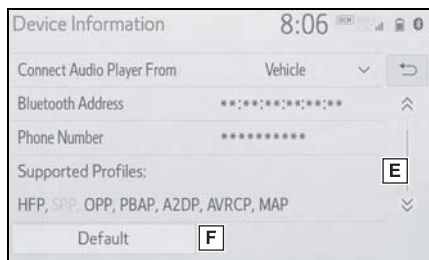 Device Information 8:06 DCM
Connect Audio Player From Vehicle
Bluetooth Address **:**:**:**:**:**
Phone Number **********
E
Supported Profiles:
HFP, SPP, OPP, PBAP, A2DP, AVRCP, MAP
Default F